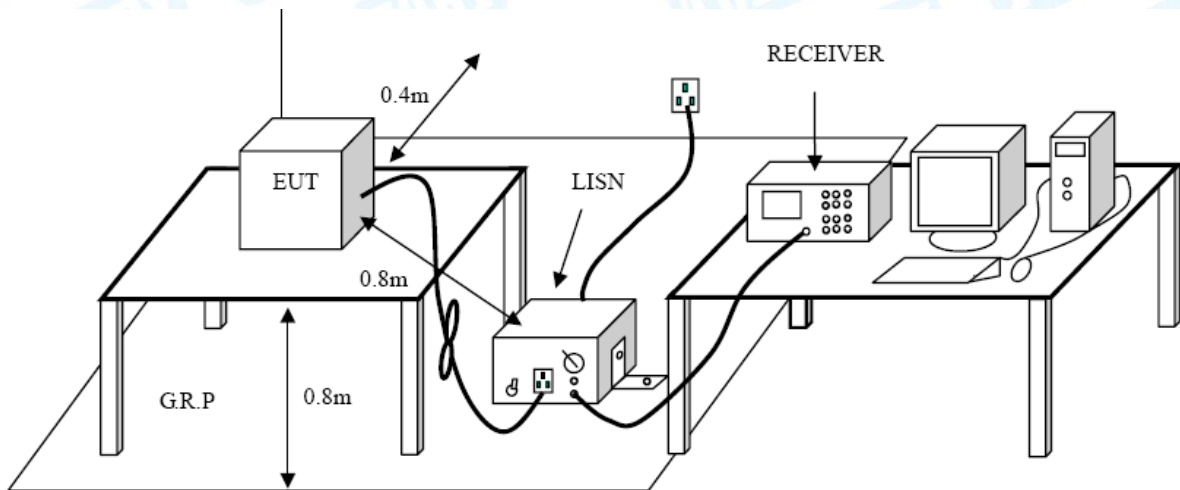 RECEIVER
0.4m
EUT
LISN
0.8m
G.R.P
0.8m